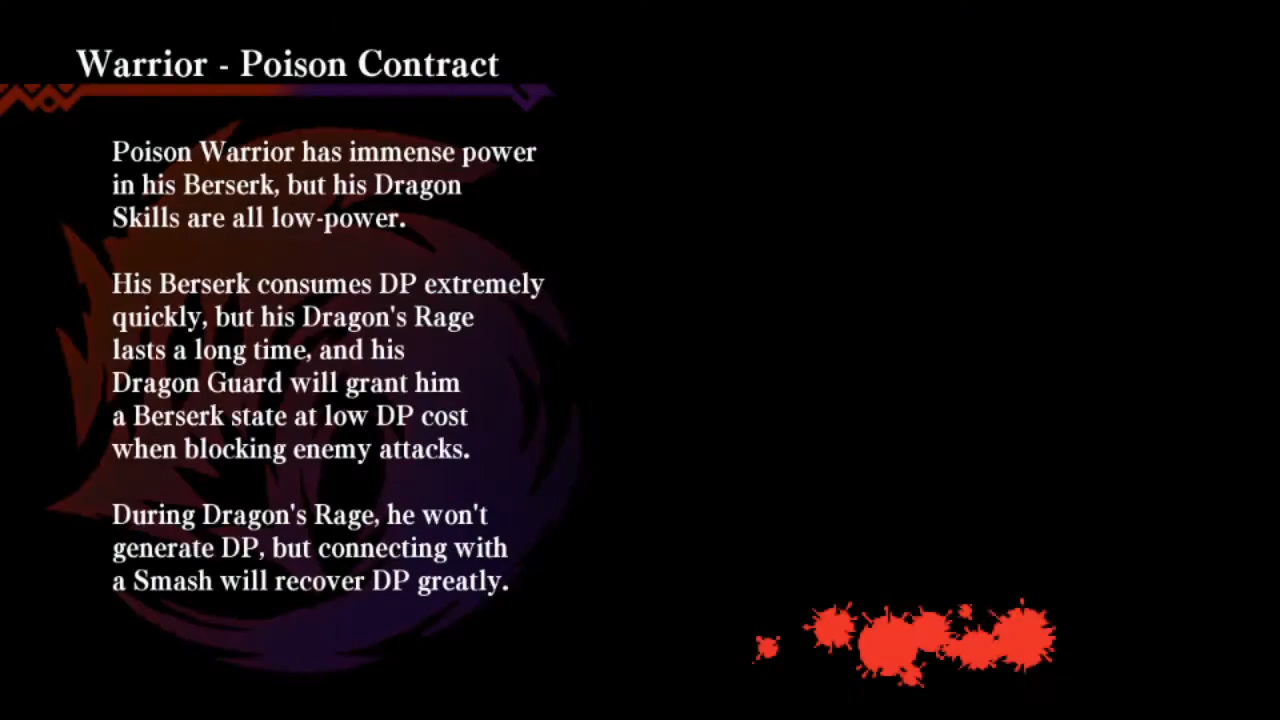 Warrior - Poison Contract
Poison Warrior has immense power
in his Berserk, but his Dragon
Skills are all low-power.
His Berserk consumes DP extremely
quickly, but his Dragon's Rage
lasts a long time, and his
Dragon Guard will grant him
a Berserk state at low DP cost
when blocking enemy attacks.
During Dragon's Rage, he won't
generate DP, but connecting with
a Smash will recover DP greatly.